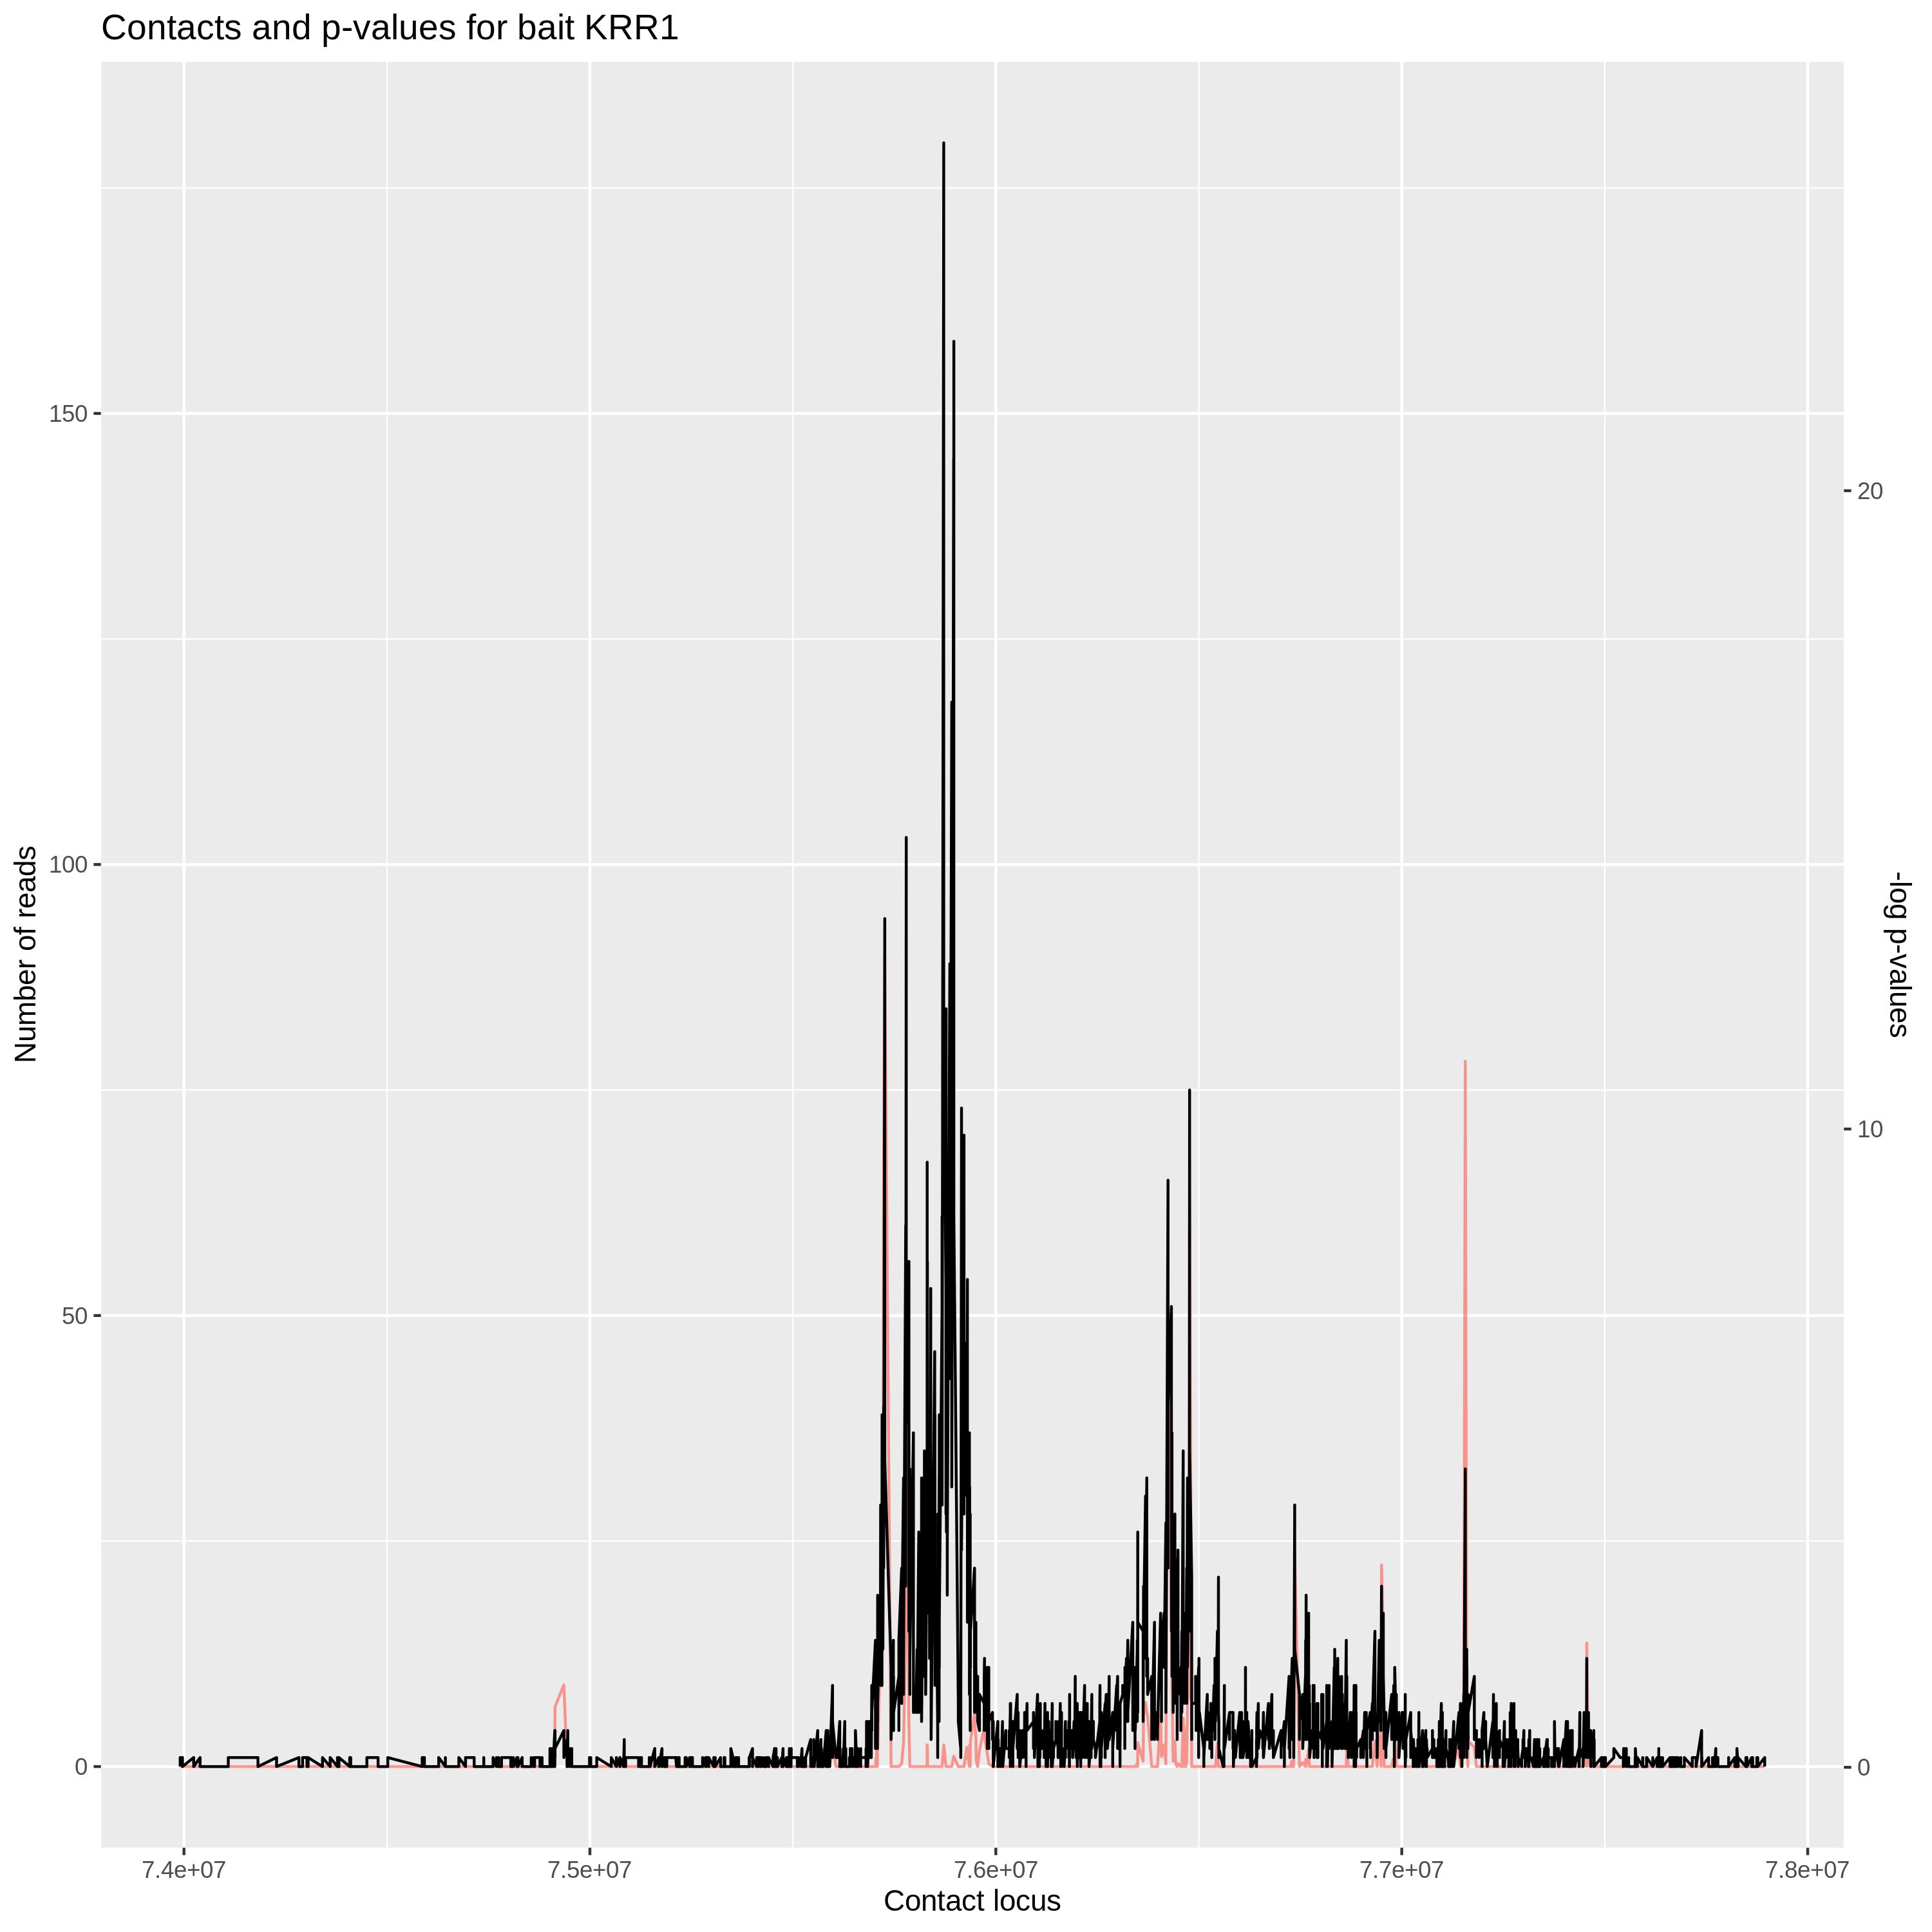 Contacts and p-values for bait KRR1
150
100
50
0
Number of reads
20
10
0
-log p-values
7.4e+07
7.5e+07
7.6e+07
7.7e+07
7.8e+07
Contact locus